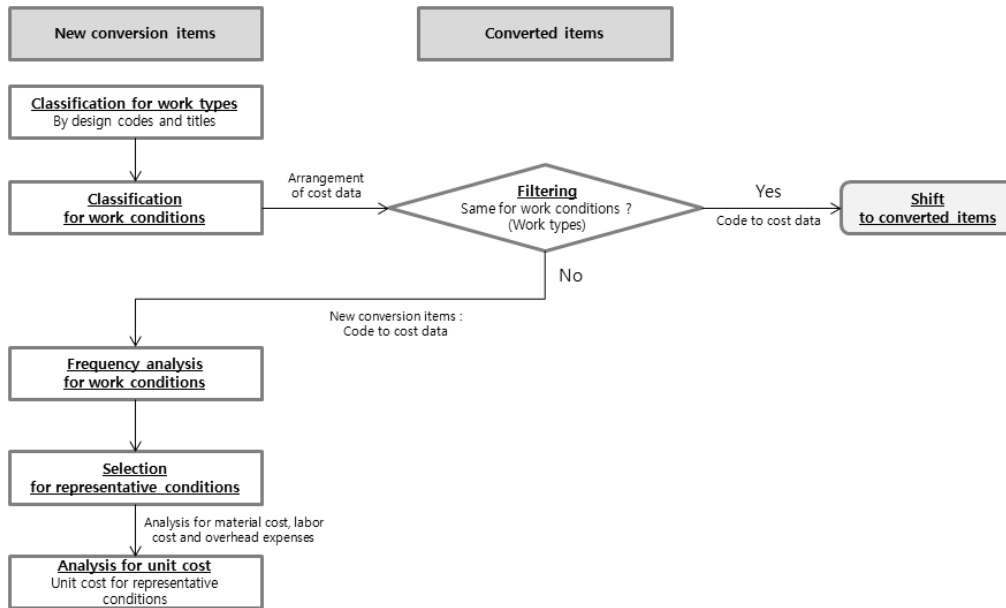 New conversion items
Converted items
Classification for work types
By design codes and titles
Classification
for work conditions
Arrangement
of cost data
Filtering
Same for work conditions ?
(Work types)
Yes
Code to cost data
Shift
to converted items
No
New conversion items :
Code to cost data
Frequency analysis
for work conditions
Selection
for representative conditions
Analysis for material cost, labor
cost and overhead expenses
Analysis for unit cost
Unit cost for representative
conditions